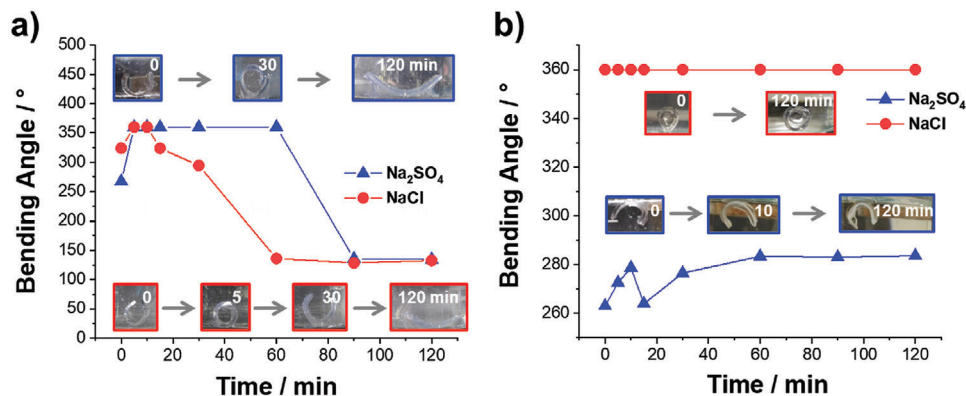 a)
500
450
400
350
300
250
200
150
100
50
0
Bending Angle / °
0 20 40 60 80 100 120
Time / min
0 30 120 min
Na₂SO₄
NaCl
0 5 30 120 min
b)
360
340
320
300
280
260
Bending Angle / °
0 20 40 60 80 100 120
Time / min
Na₂SO₄
NaCl
0 120 min
0 10 120 min